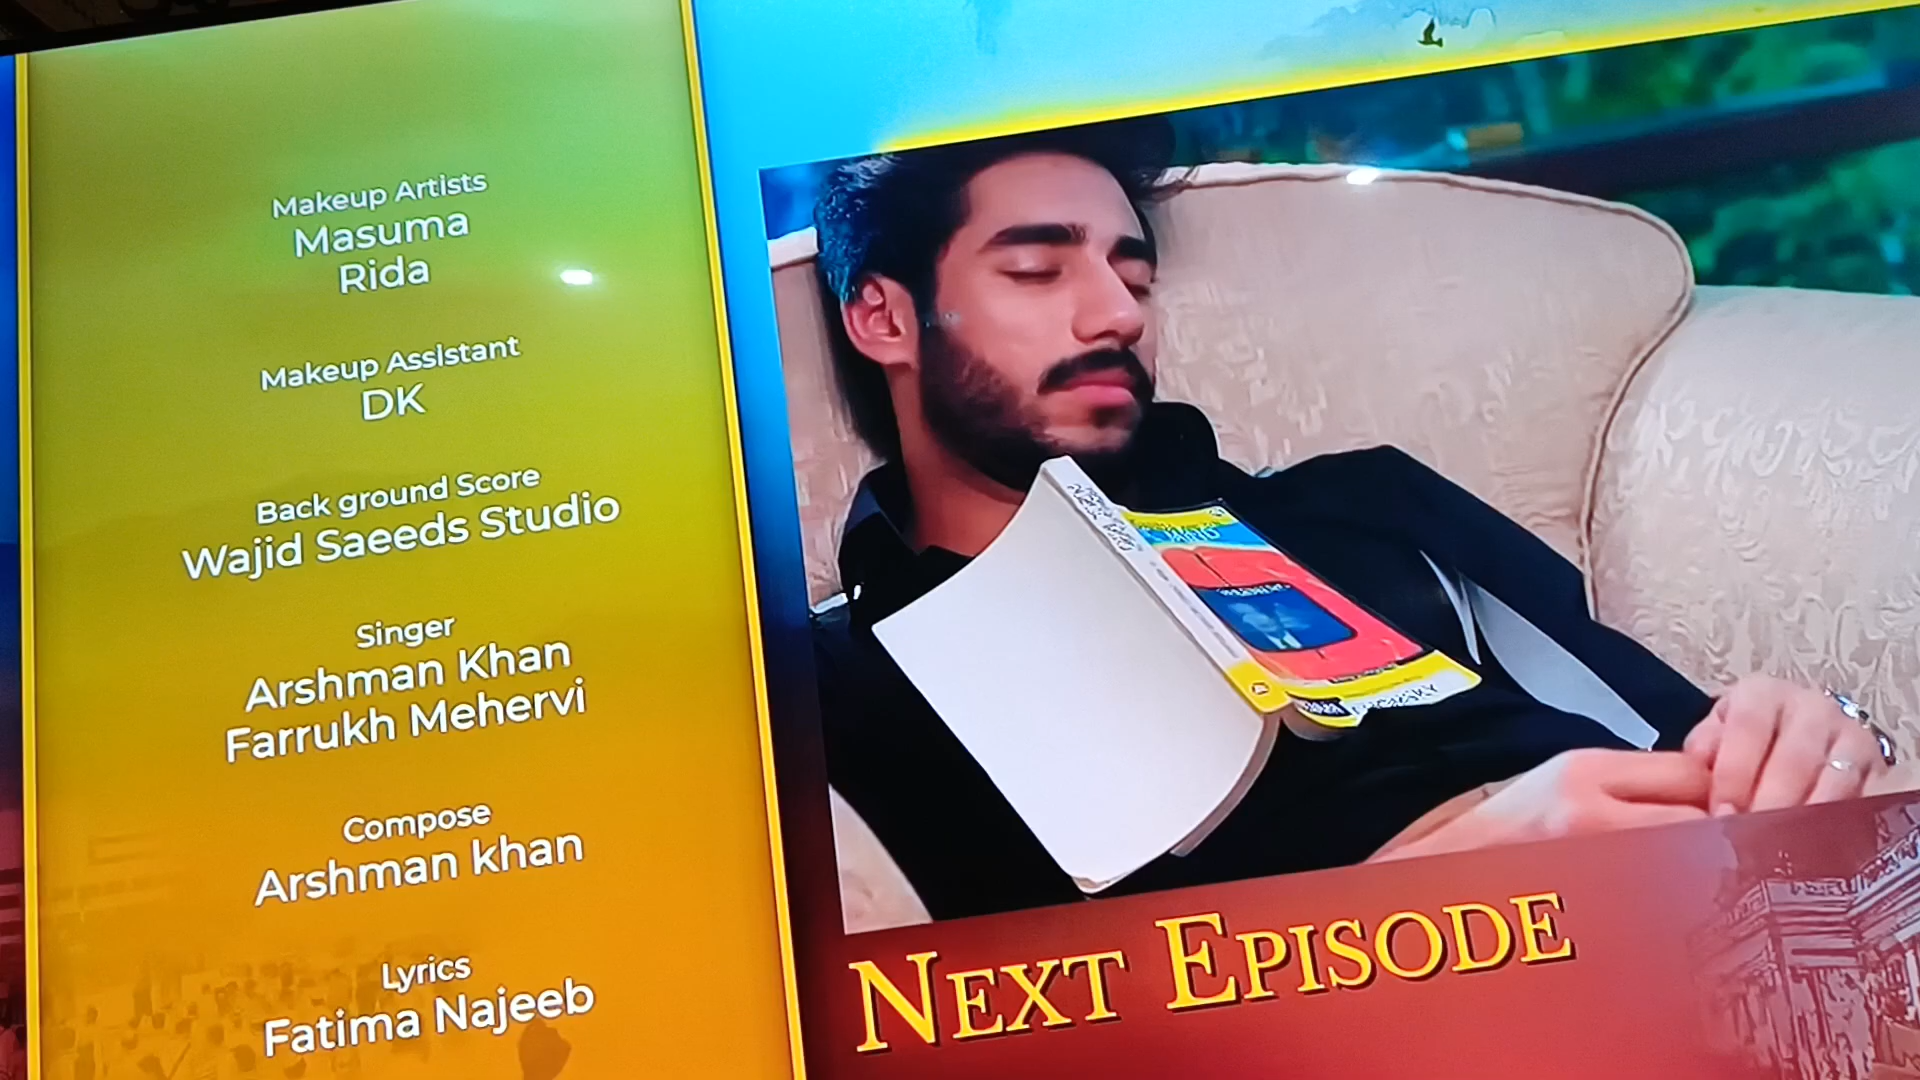 Makeup Artists
Masuma
Rida
Makeup Assistant
DK
Back ground Score
Wajid Saeeds Studio
Singer
Arshman Khan
Farrukh Mehervi
Compose
Arshman khan
Lyrics
Fatima Najeeb
NEXT EPISODE